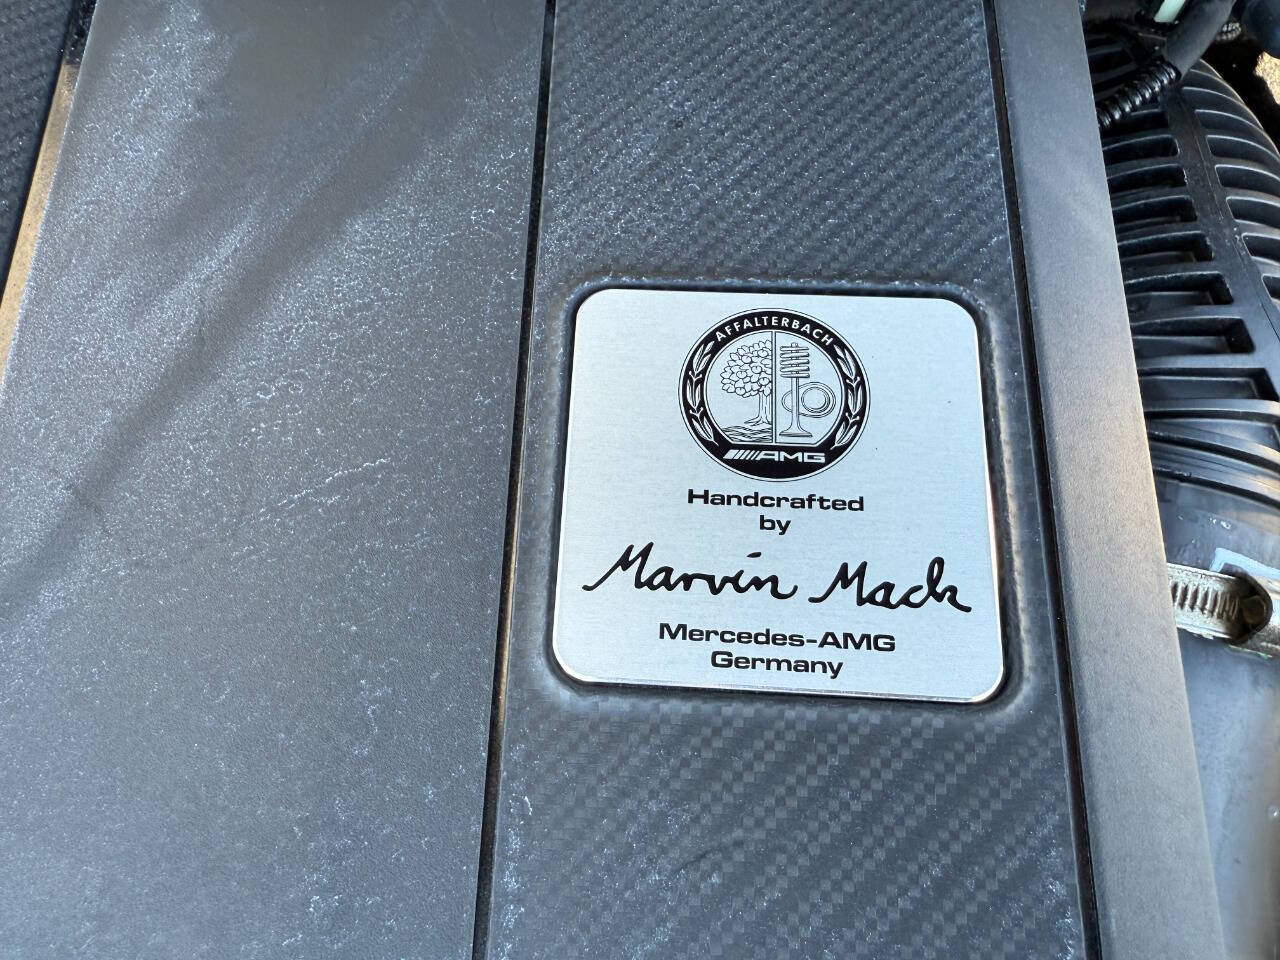 AFFALTERBACH
AMG
Handcrafted
by
Marvin Mack
Mercedes-AMG
Germany